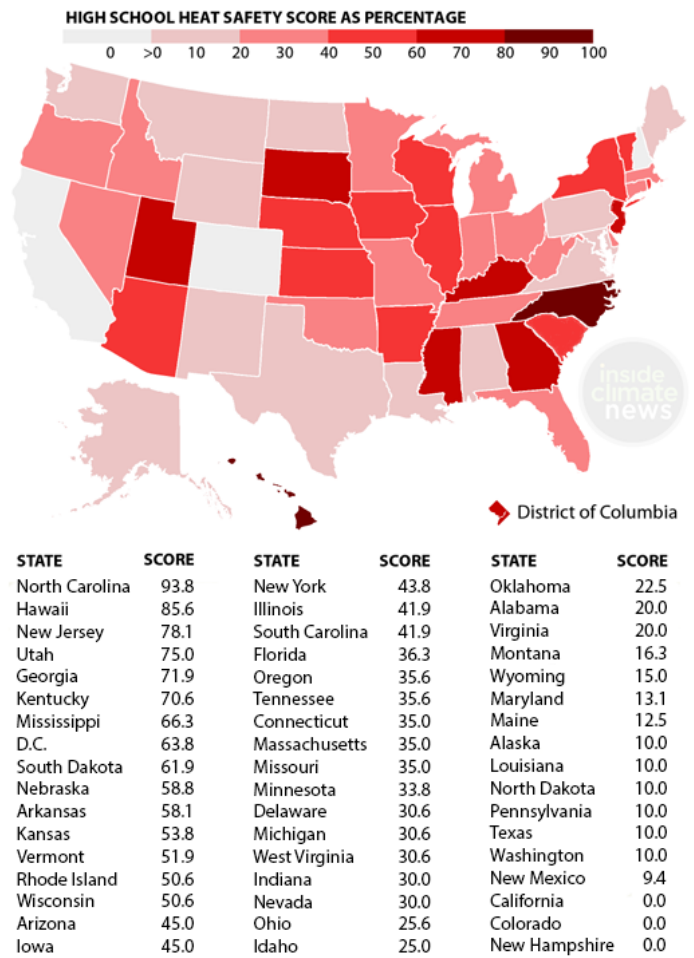 HIGH SCHOOL HEAT SAFETY SCORE AS PERCENTAGE
0 >0 10 20 30 40 50 60 70 80 90 100
inside
climate
news
District of Columbia
STATE SCORE STATE SCORE STATE SCORE
North Carolina 93.8 New York 43.8 Oklahoma 22.5
Hawaii 85.6 Illinois 41.9 Alabama 20.0
New Jersey 78.1 South Carolina 41.9 Virginia 20.0
Utah 75.0 Florida 36.3 Montana 16.3
Georgia 71.9 Oregon 35.6 Wyoming 15.0
Kentucky 70.6 Tennessee 35.6 Maryland 13.1
Mississippi 66.3 Connecticut 35.0 Maine 12.5
D.C. 63.8 Massachusetts 35.0 Alaska 10.0
South Dakota 61.9 Missouri 35.0 Louisiana 10.0
Nebraska 58.8 Minnesota 33.8 North Dakota 10.0
Arkansas 58.1 Delaware 30.6 Pennsylvania 10.0
Kansas 53.8 Michigan 30.6 Texas 10.0
Vermont 51.9 West Virginia 30.6 Washington 10.0
Rhode Island 50.6 Indiana 30.0 New Mexico 9.4
Wisconsin 50.6 Nevada 30.0 California 0.0
Arizona 45.0 Ohio 25.6 Colorado 0.0
Iowa 45.0 Idaho 25.0 New Hampshire 0.0